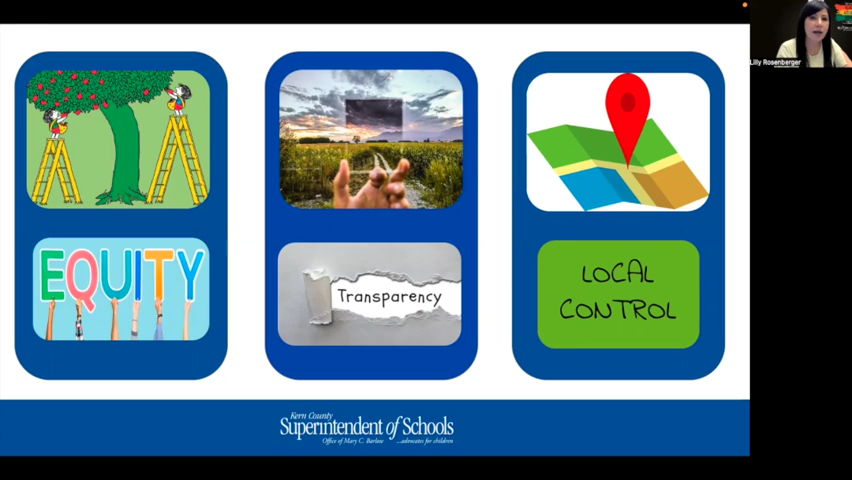 Lilly Rosenberger
EQUITY
Transparency
LOCAL
CONTROL
Kern County
Superintendent of Schools
Office of Mary C. Barlow ...advocates for children